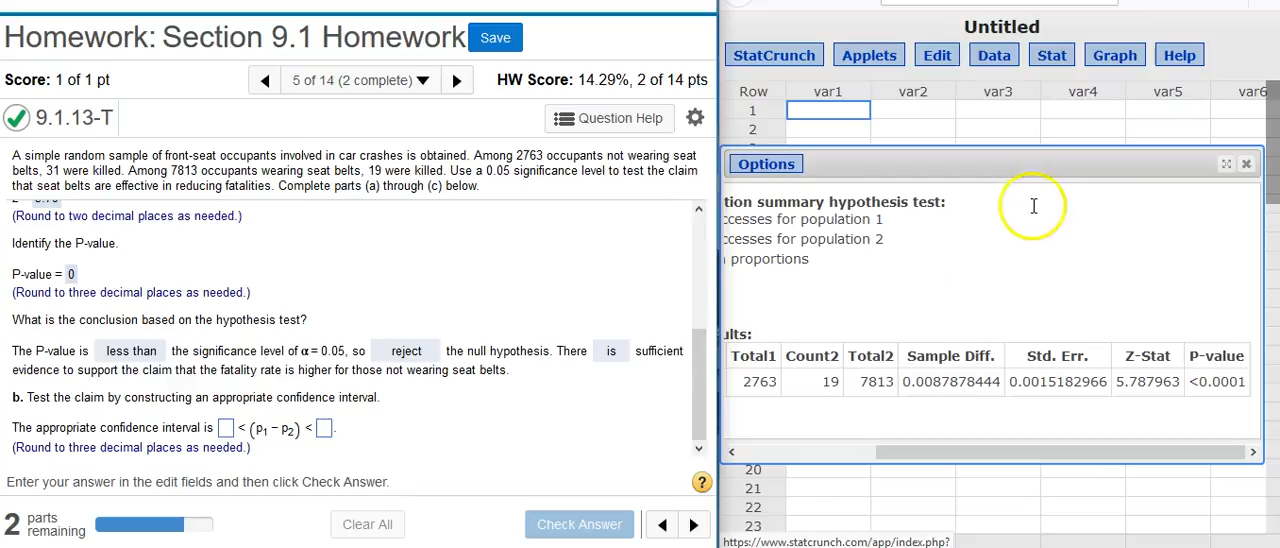 Homework: Section 9.1 Homework Save
Score: 1 of 1 pt
5 of 14 (2 complete)
HW Score: 14.29%, 2 of 14 pts
9.1.13-T
Question Help
A simple random sample of front-seat occupants involved in car crashes is obtained. Among 2763 occupants not wearing seat
belts, 31 were killed. Among 7813 occupants wearing seat belts, 19 were killed. Use a 0.05 significance level to test the claim
that seat belts are effective in reducing fatalities. Complete parts (a) through (c) below.
(Round to two decimal places as needed.)
Identify the P-value.
P-value = 0
(Round to three decimal places as needed.)
What is the conclusion based on the hypothesis test?
The P-value is less than the significance level of α = 0.05, so reject the null hypothesis. There is sufficient
evidence to support the claim that the fatality rate is higher for those not wearing seat belts.
b. Test the claim by constructing an appropriate confidence interval.
The appropriate confidence interval is < (p₁ − p₂) < .
(Round to three decimal places as needed.)
Enter your answer in the edit fields and then click Check Answer.
?
2 parts remaining
Clear All
Check Answer
Untitled
StatCrunch Applets Edit Data Stat Graph Help
Row var1 var2 var3 var4 var5 var6
1
2
Options
tion summary hypothesis test:
ccesses for population 1
ccesses for population 2
proportions
ults:
Total1 Count2 Total2 Sample Diff. Std. Err. Z-Stat P-value
2763 19 7813 0.0087878444 0.0015182966 5.787963 <0.0001
20
21
22
23
https://www.statcrunch.com/app/index.php?